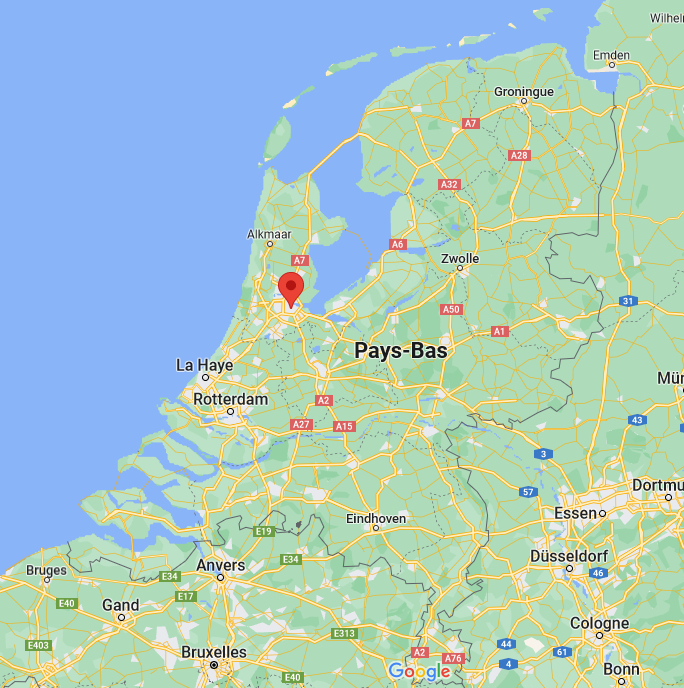 Wilhel
Emden
Groningue
A7
A28
A32
Alkmaar
A6
A7
Zwolle
31
A50
A1
Pays-Bas
La Haye
Mün
Rotterdam
A2
A27
A15
43
3
Dortmu
57
Essen
Eindhoven
E19
Düsseldorf
E34
Anvers
Bruges
E34
46
E17
E40
Gand
Cologne
E313
E403
44
Bruxelles
A2
61
A76
4
Google
Bonn
E40